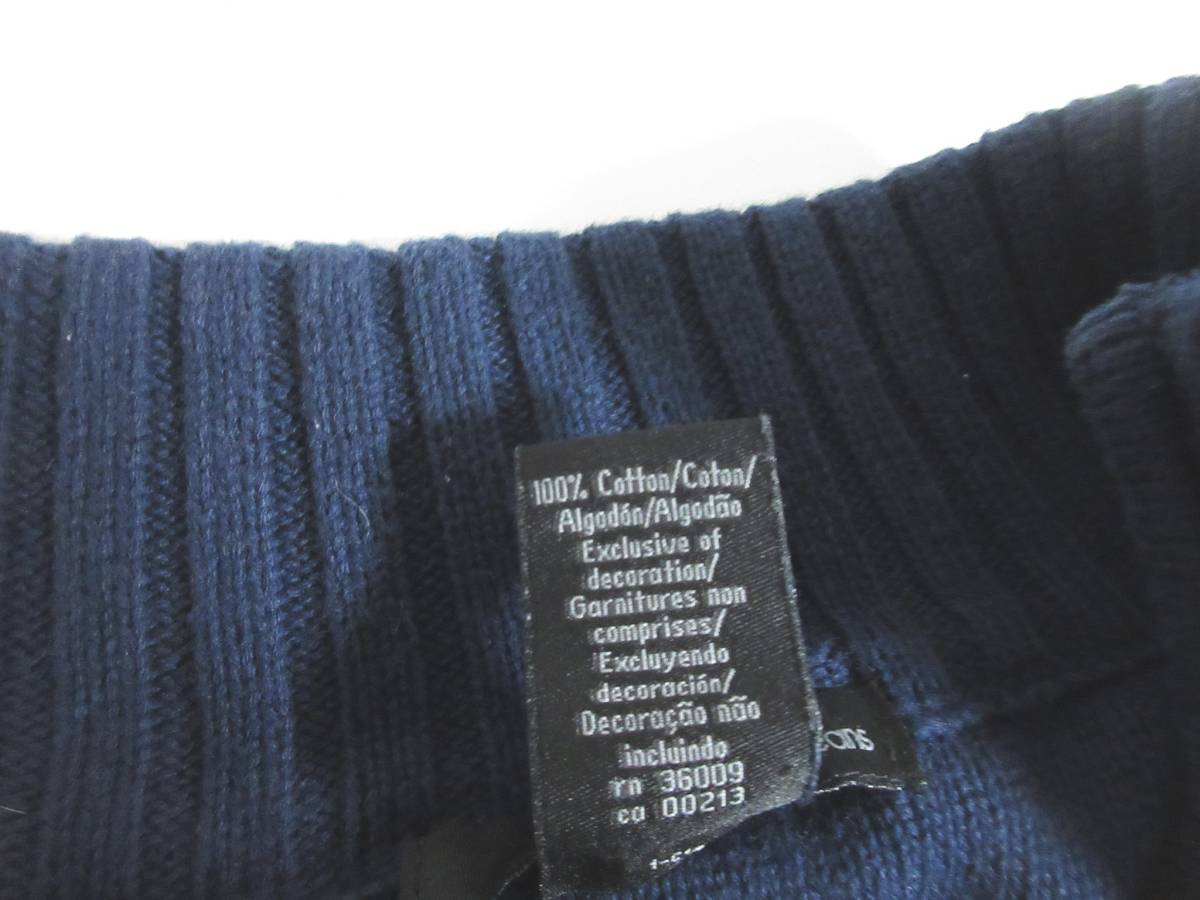 100% Cotton/Coton/
Algodón/Algodão
Exclusive of
decoration/
Garnitures non
comprises/
Excluyendo
decoración/
Decoração não
incluindo
rn 36009
ca 00213